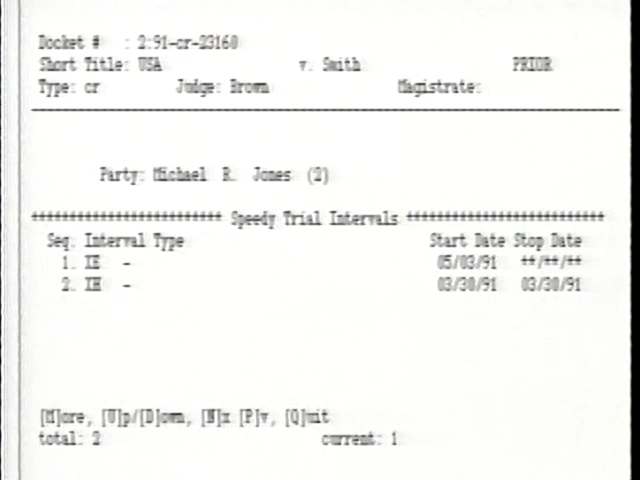 Docket # : 2:91-cr-23160
Short Title: USA v. Smith PRIOR
Type: cr Judge: Brown Magistrate:
Party: Michael R. Jones (2)
************************* Speedy Trial Intervals **************************
Seq. Interval Type Start Date Stop Date
1. IE - 05/03/91 **/**/**
2. IH - 03/30/91 03/30/91
[M]ore, [U]p/[D]own, [N]x [P]v, [Q]uit
total: 2 current: 1